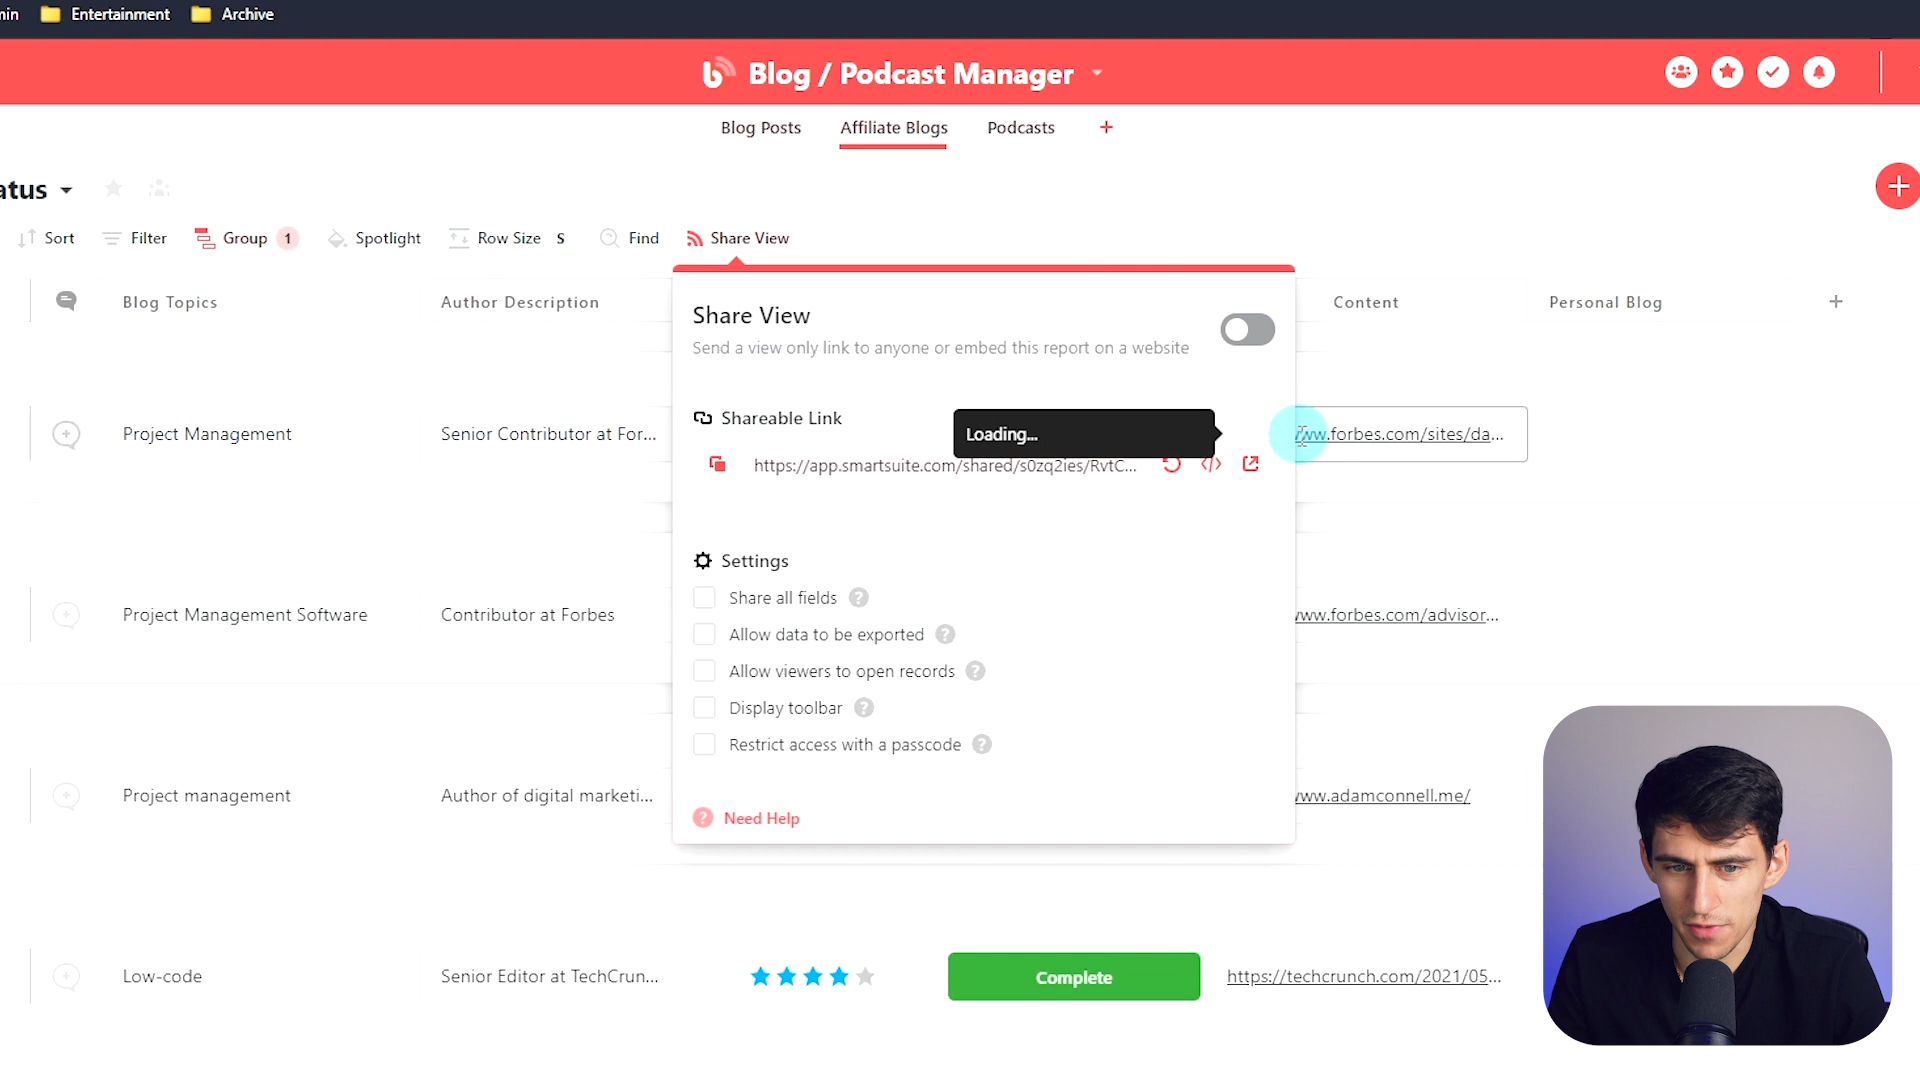 min Entertainment Archive
Blog / Podcast Manager
Blog Posts Affiliate Blogs Podcasts +
atus
Sort Filter Group 1 Spotlight Row Size S Find Share View
Blog Topics Author Description Content Personal Blog
Share View
Send a view only link to anyone or embed this report on a website
Shareable Link
Loading...
https://app.smartsuite.com/shared/s0zq2ies/RvtC...
Project Management Senior Contributor at For... www.forbes.com/sites/da...
Settings
Share all fields ?
Project Management Software Contributor at Forbes www.forbes.com/advisor...
Allow data to be exported ?
Allow viewers to open records ?
Display toolbar ?
Restrict access with a passcode ?
Project management Author of digital marketi... www.adamconnell.me/
? Need Help
Low-code Senior Editor at TechCrun... Complete https://techcrunch.com/2021/05...